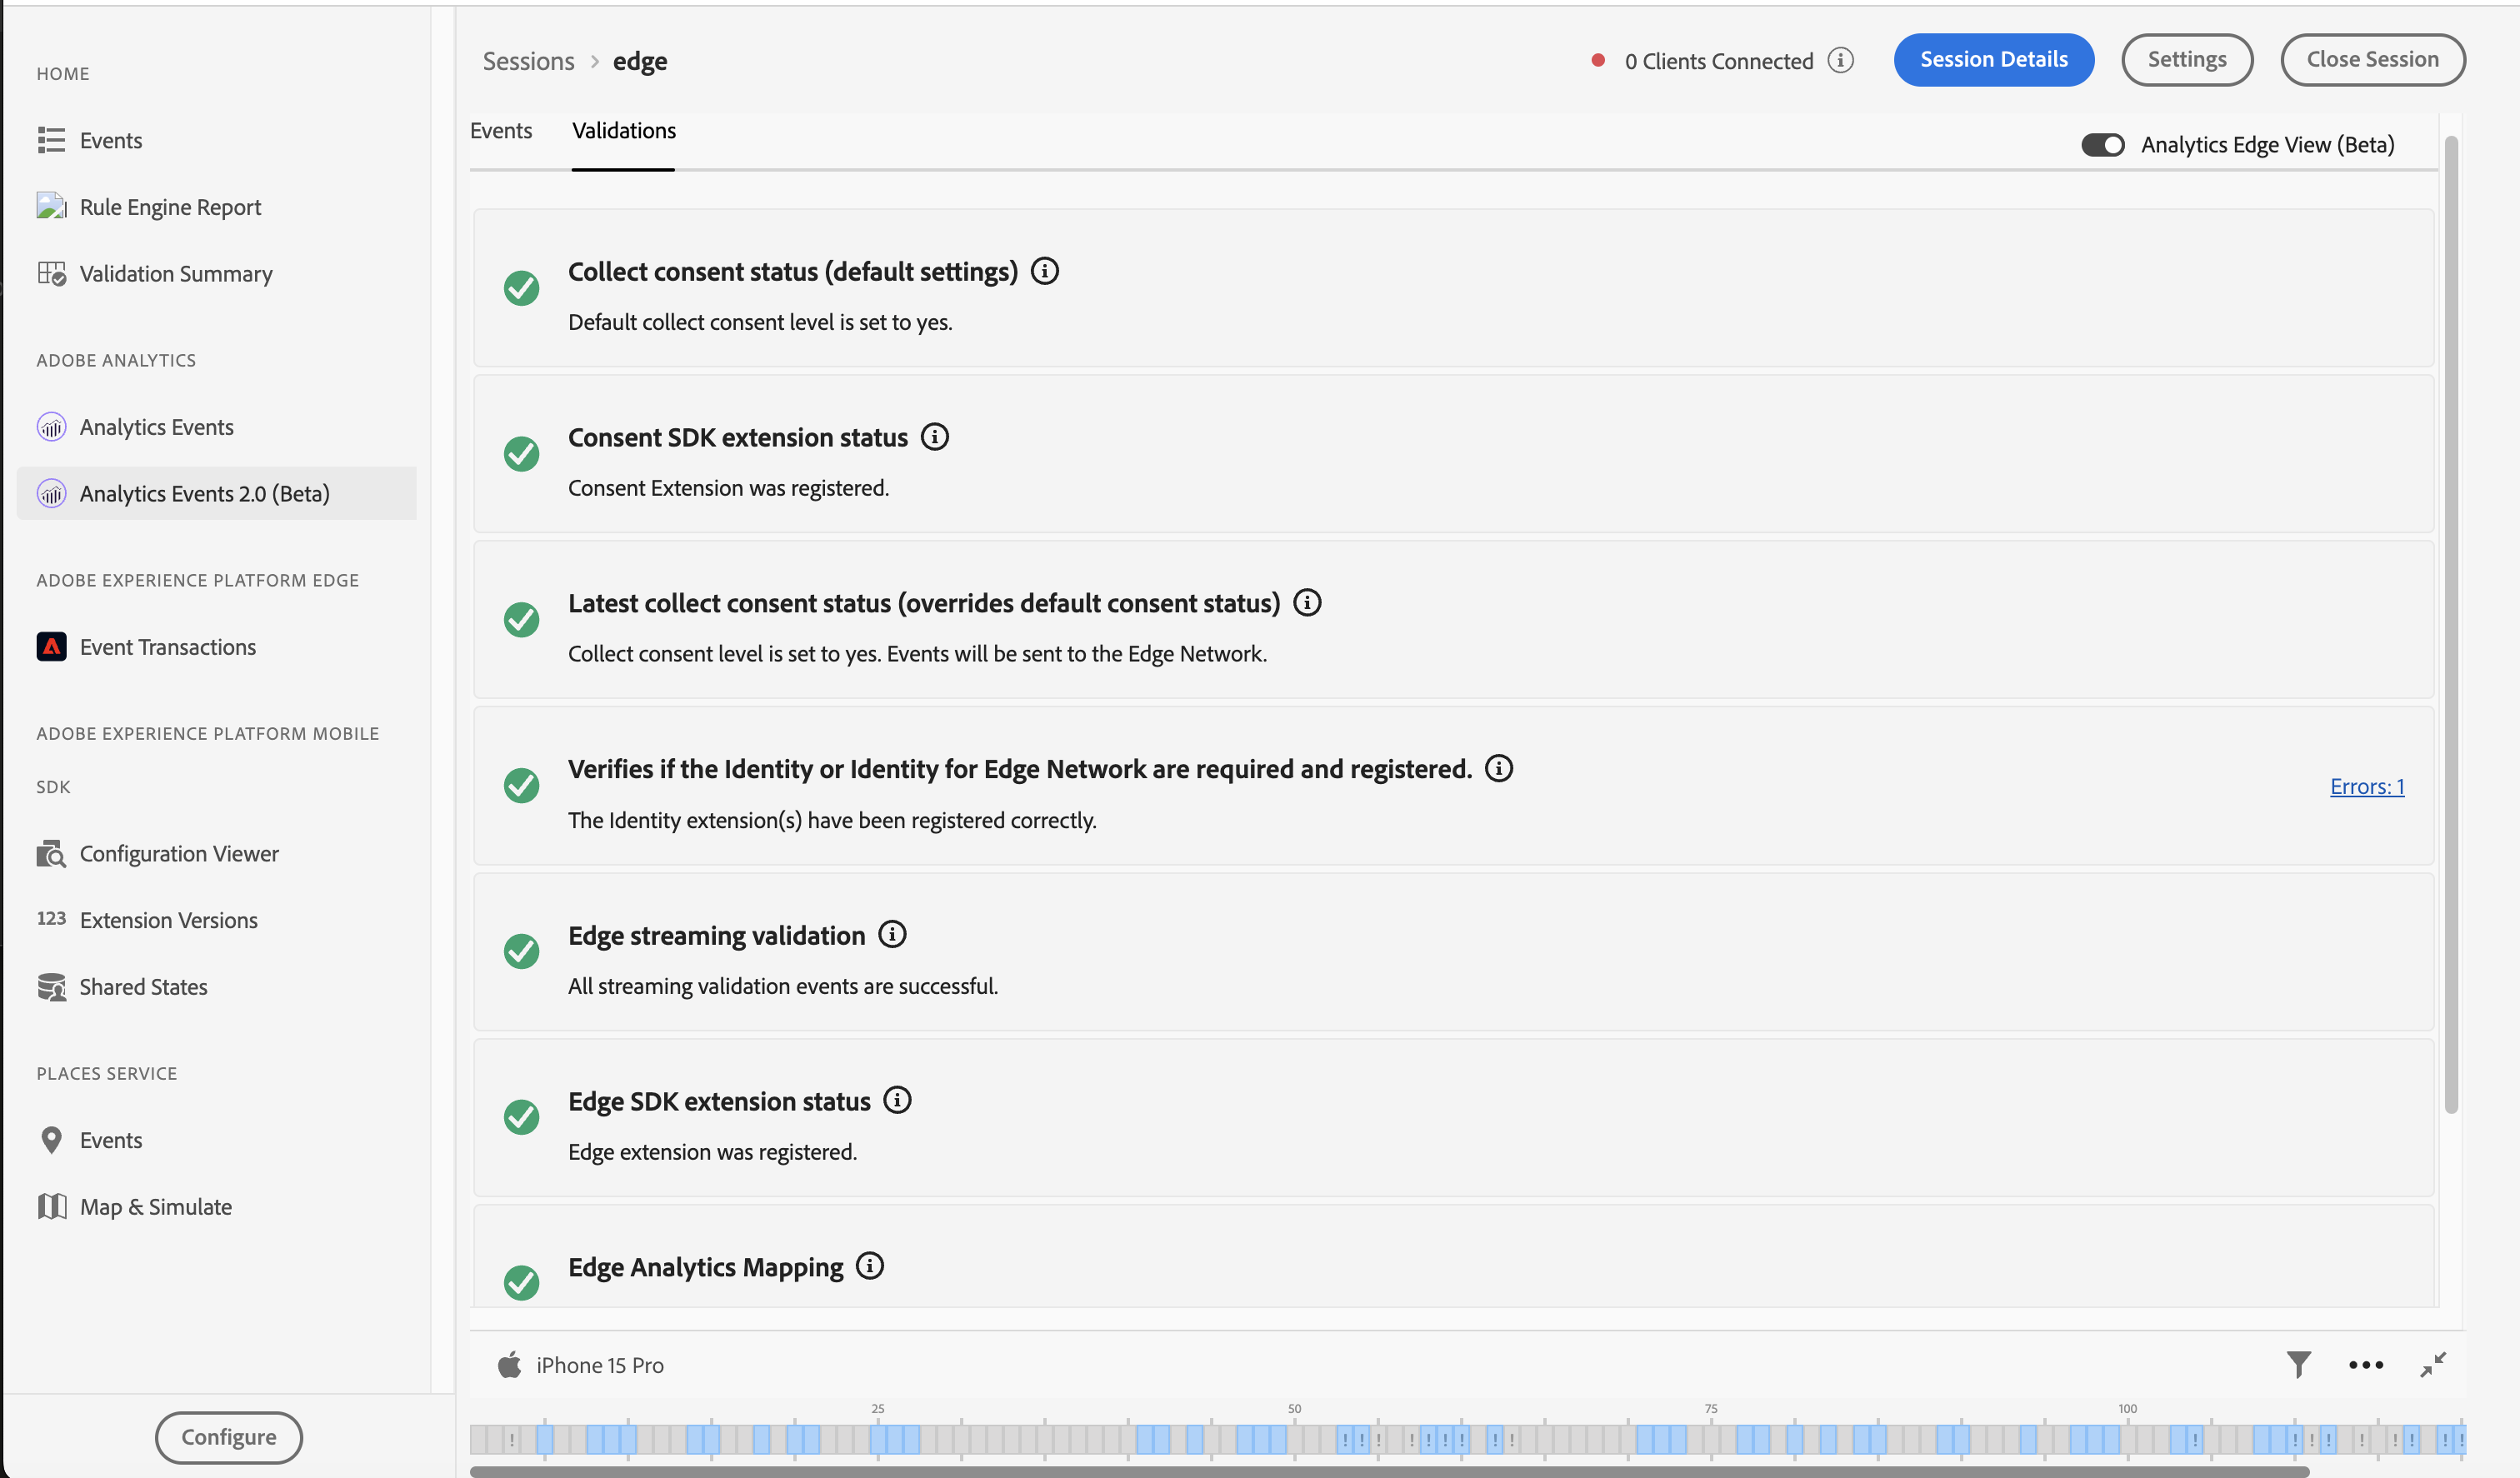 HOME
Events
Rule Engine Report
Validation Summary
ADOBE ANALYTICS
Analytics Events
Analytics Events 2.0 (Beta)
ADOBE EXPERIENCE PLATFORM EDGE
Event Transactions
ADOBE EXPERIENCE PLATFORM MOBILE
SDK
Configuration Viewer
123 Extension Versions
Shared States
PLACES SERVICE
Events
Map & Simulate
Configure
Sessions > edge
0 Clients Connected
Session Details
Settings
Close Session
Events
Validations
Analytics Edge View (Beta)
Collect consent status (default settings)
Default collect consent level is set to yes.
Consent SDK extension status
Consent Extension was registered.
Latest collect consent status (overrides default consent status)
Collect consent level is set to yes. Events will be sent to the Edge Network.
Verifies if the Identity or Identity for Edge Network are required and registered.
The Identity extension(s) have been registered correctly.
Errors: 1
Edge streaming validation
All streaming validation events are successful.
Edge SDK extension status
Edge extension was registered.
Edge Analytics Mapping
iPhone 15 Pro
25 50 75 100